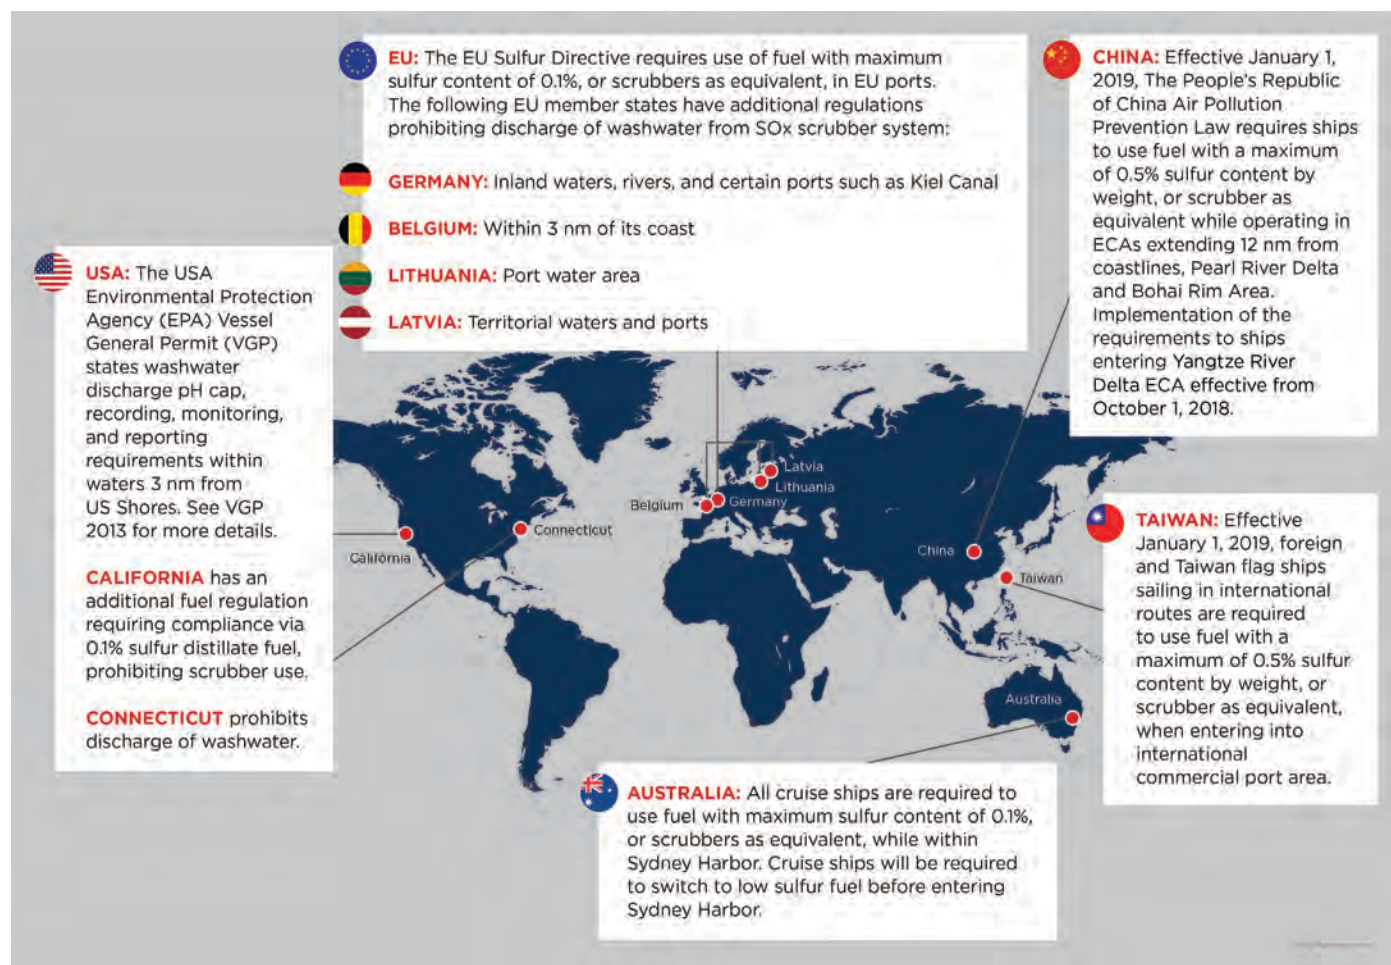 EU: The EU Sulfur Directive requires use of fuel with maximum
sulfur content of 0.1%, or scrubbers as equivalent, in EU ports.
The following EU member states have additional regulations
prohibiting discharge of washwater from SOx scrubber system:
GERMANY: Inland waters, rivers, and certain ports such as Kiel Canal
BELGIUM: Within 3 nm of its coast
LITHUANIA: Port water area
LATVIA: Territorial waters and ports
CHINA: Effective January 1,
2019, The People's Republic
of China Air Pollution
Prevention Law requires ships
to use fuel with a maximum
of 0.5% sulfur content by
weight, or scrubber as
equivalent while operating in
ECAs extending 12 nm from
coastlines, Pearl River Delta
and Bohai Rim Area.
Implementation of the
requirements to ships
entering Yangtze River
Delta ECA effective from
October 1, 2018.
USA: The USA
Environmental Protection
Agency (EPA) Vessel
General Permit (VGP)
states washwater
discharge pH cap,
recording, monitoring,
and reporting
requirements within
waters 3 nm from
US Shores. See VGP
2013 for more details.
CALIFORNIA has an
additional fuel regulation
requiring compliance via
0.1% sulfur distillate fuel,
prohibiting scrubber use.
CONNECTICUT prohibits
discharge of washwater.
Latvia
Lithuania
Belgium
Germany
Connecticut
California
China
Taiwan
Australia
TAIWAN: Effective
January 1, 2019, foreign
and Taiwan flag ships
sailing in international
routes are required
to use fuel with a
maximum of 0.5% sulfur
content by weight, or
scrubber as equivalent,
when entering into
international
commercial port area.
AUSTRALIA: All cruise ships are required to
use fuel with maximum sulfur content of 0.1%,
or scrubbers as equivalent, while within
Sydney Harbor. Cruise ships will be required
to switch to low sulfur fuel before entering
Sydney Harbor.